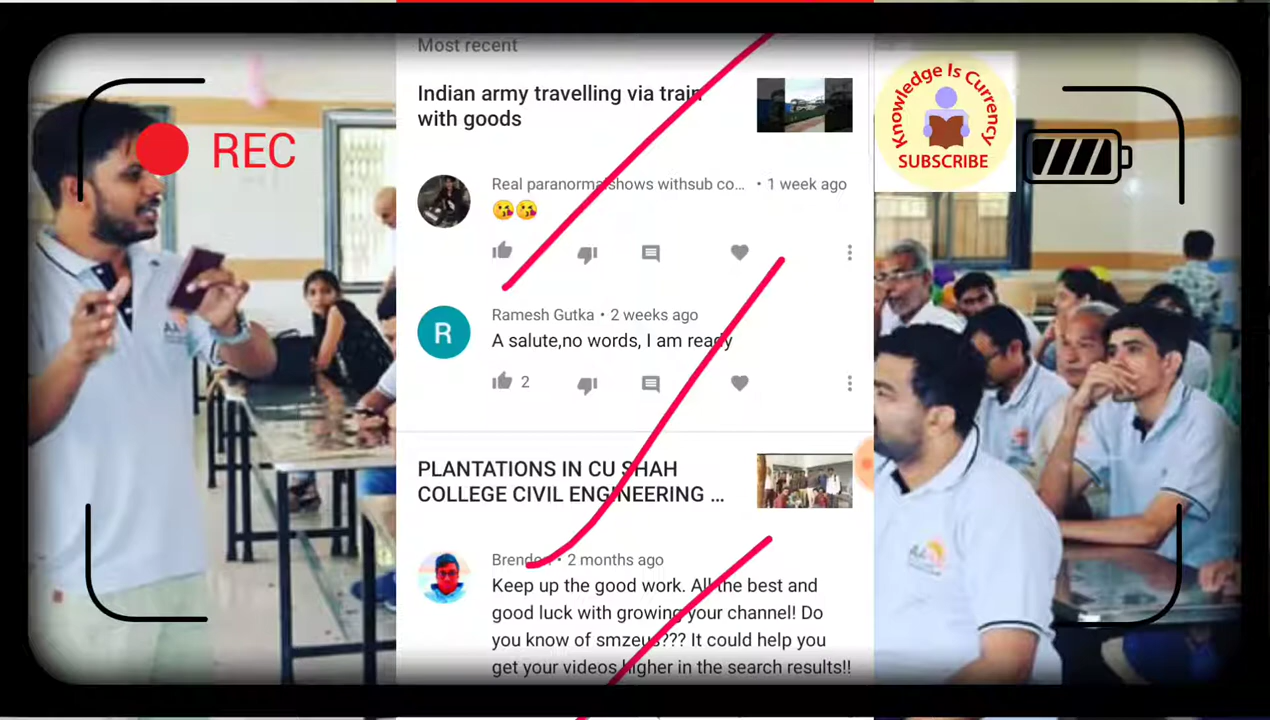 Most recent
Indian army travelling via train
with goods
Real paranormal shows withsub co... • 1 week ago
Ramesh Gutka • 2 weeks ago
A salute,no words, I am ready
2
PLANTATIONS IN CU SHAH
COLLEGE CIVIL ENGINEERING ...
Brendon • 2 months ago
Keep up the good work. All the best and
good luck with growing your channel! Do
you know of smzeus??? It could help you
get your videos higher in the search results!!
REC
Knowledge Is Currency
SUBSCRIBE
R